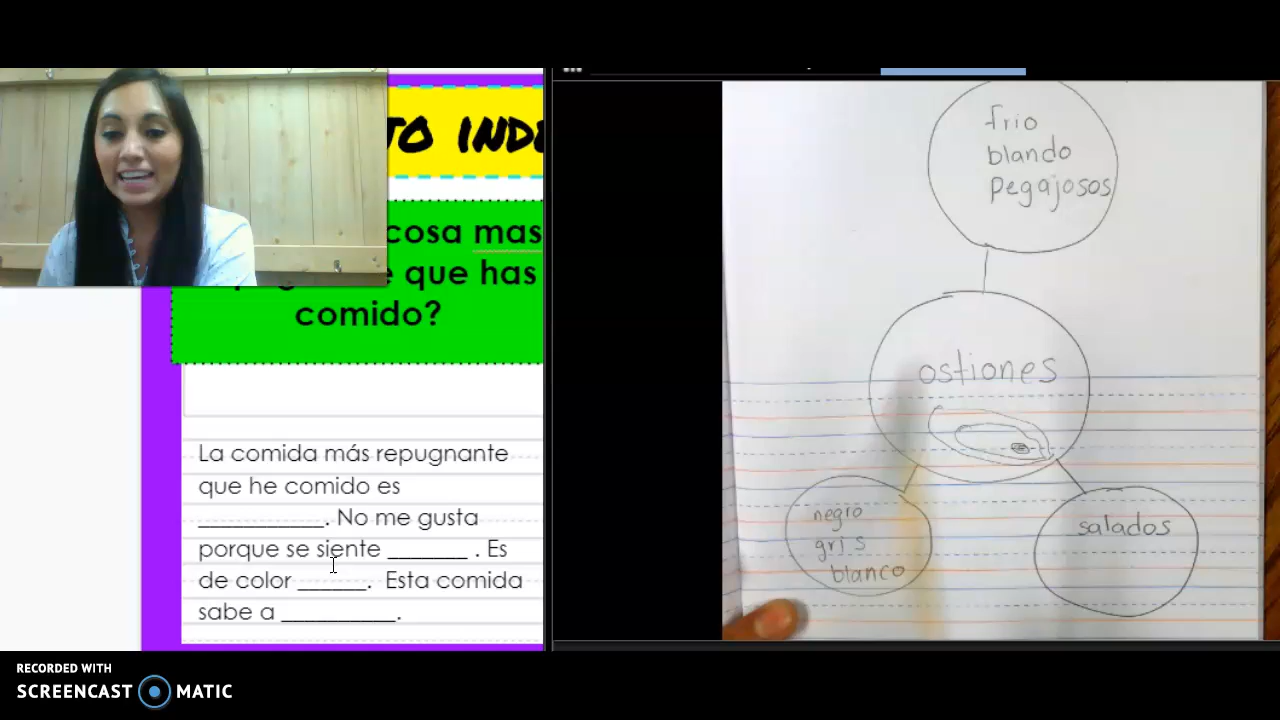 TO INDE
cosa mas
que has
comido?
La comida más repugnante
que he comido es
____________. No me gusta
porque se siente _______ . Es
de color ______. Esta comida
sabe a __________.
frio
blando
pegajosos
ostiones
negro
gris
blanco
salados
RECORDED WITH
SCREENCAST MATIC